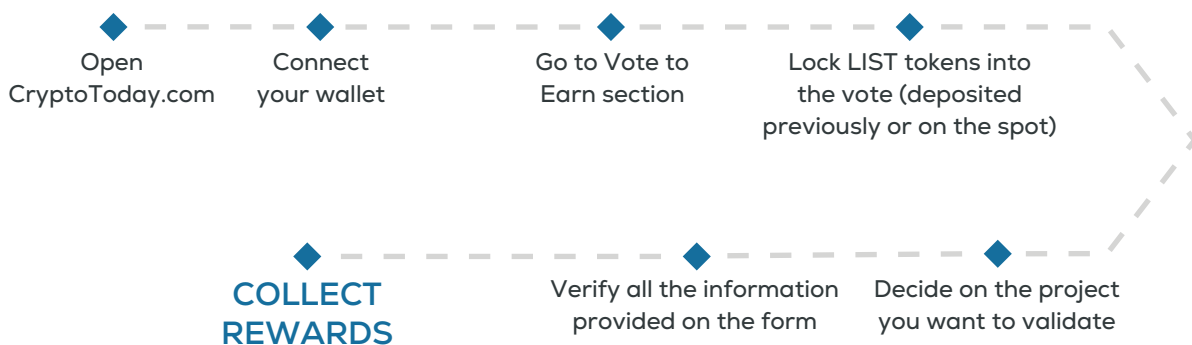 Open
CryptoToday.com
Connect
your wallet
Go to Vote to
Earn section
Lock LIST tokens into
the vote (deposited
previously or on the spot)
Decide on the project
you want to validate
Verify all the information
provided on the form
COLLECT
REWARDS